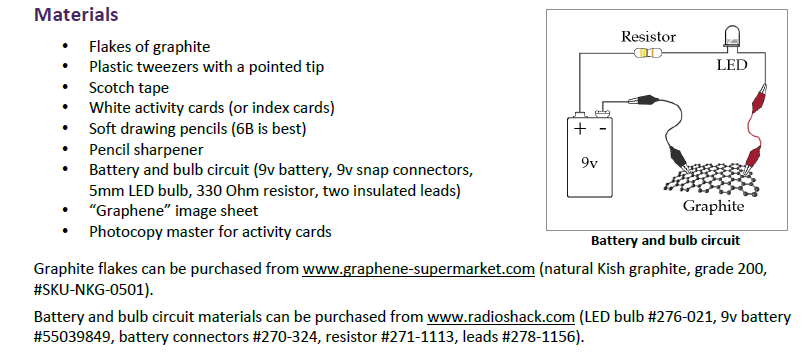 Materials
• Flakes of graphite
• Plastic tweezers with a pointed tip
• Scotch tape
• White activity cards (or index cards)
• Soft drawing pencils (6B is best)
• Pencil sharpener
• Battery and bulb circuit (9v battery, 9v snap connectors,
5mm LED bulb, 330 Ohm resistor, two insulated leads)
• “Graphene” image sheet
• Photocopy master for activity cards
Resistor
LED
+ -
9v
Graphite
Battery and bulb circuit
Graphite flakes can be purchased from www.graphene-supermarket.com (natural Kish graphite, grade 200,
#SKU-NKG-0501).
Battery and bulb circuit materials can be purchased from www.radioshack.com (LED bulb #276-021, 9v battery
#55039849, battery connectors #270-324, resistor #271-1113, leads #278-1156).